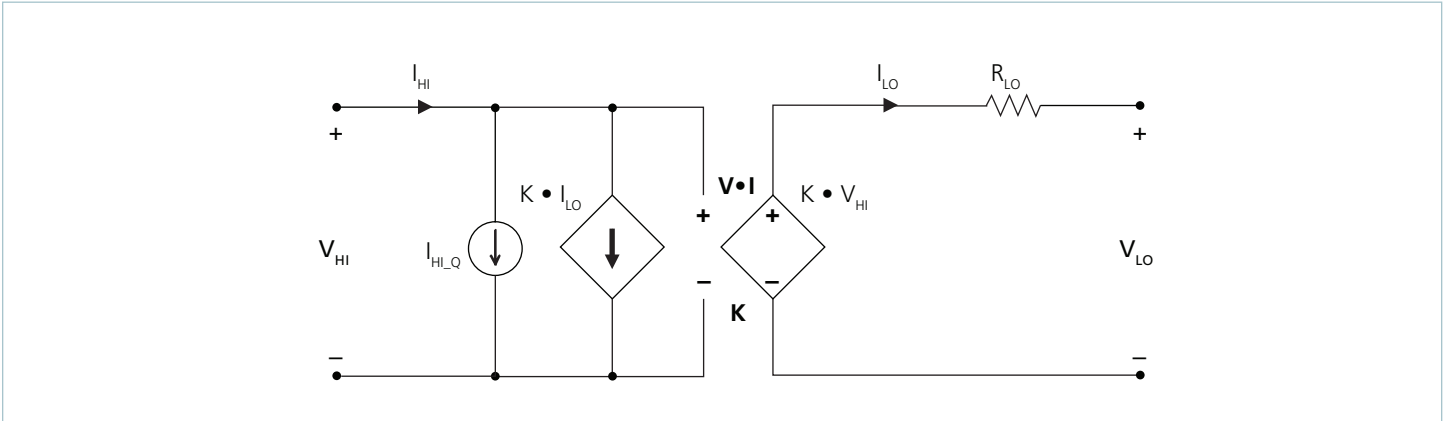 I_HI
I_LO
R_LO
+
+
V•I
K • I_LO
K • V_HI
+
+
V_HI
I_HI_Q
V_LO
–
–
K
–
–